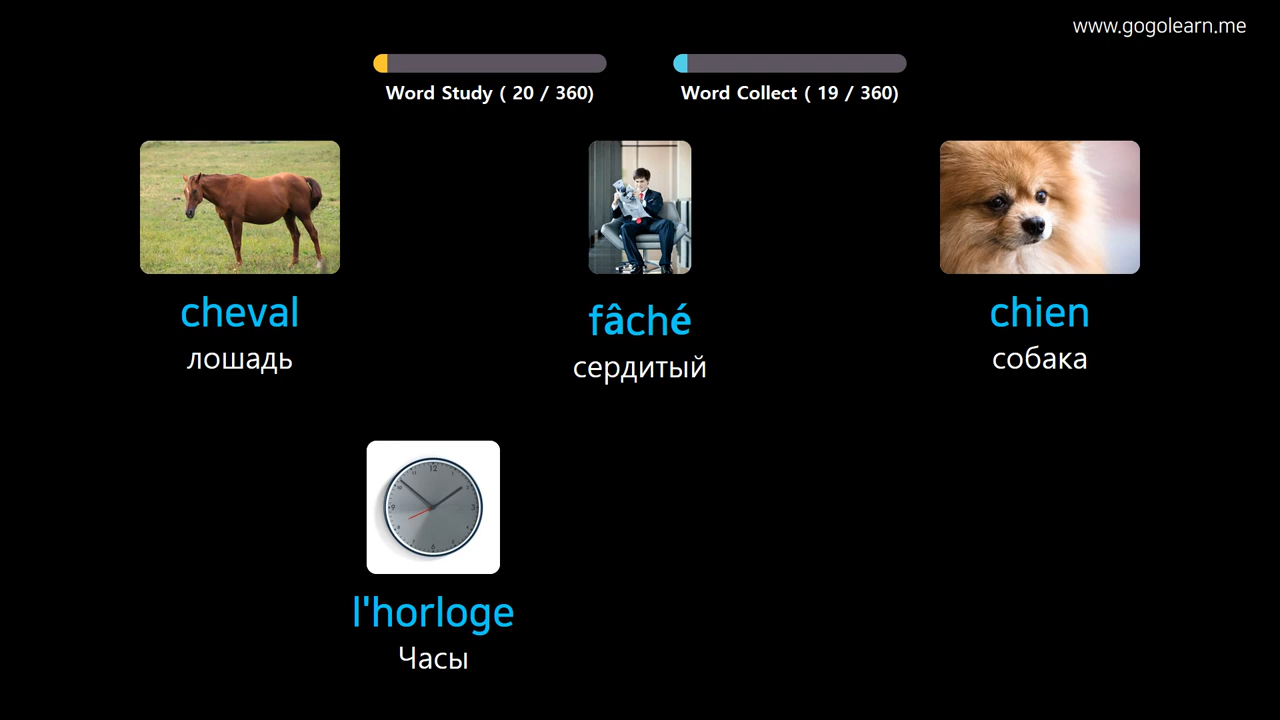 www.gogolearn.me
Word Study ( 20 / 360)
Word Collect ( 19 / 360)
cheval
лошадь
fâché
сердитый
chien
собака
l'horloge
Часы